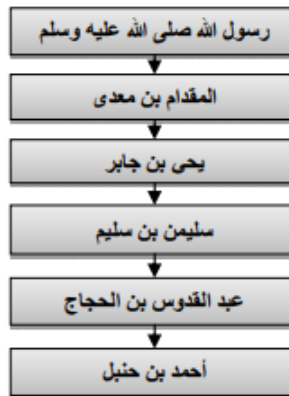 رسول الله صلى الله عليه وسلم
المقدام بن معدى
يحى بن جابر
سليمن بن سليم
عبد القدوس بن الحجاج
أحمد بن حنبل